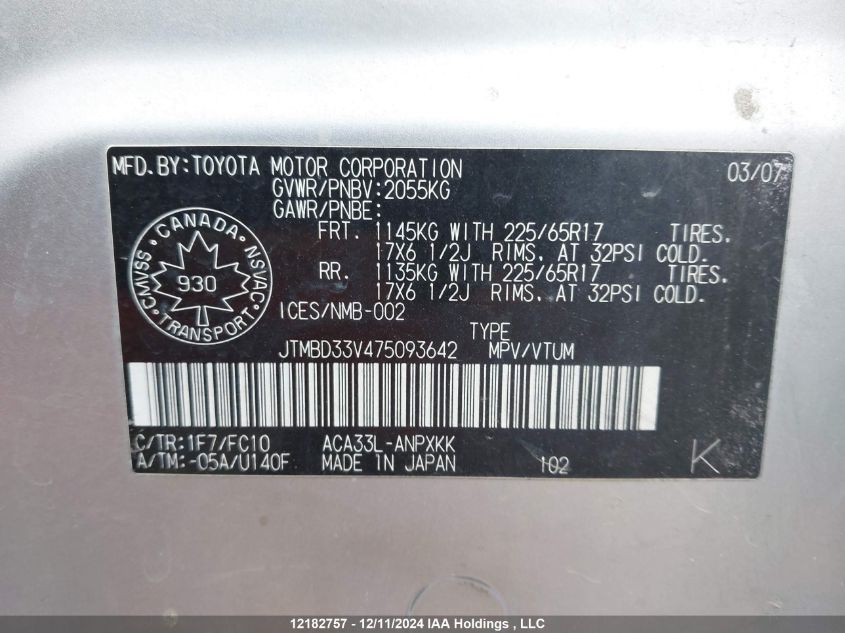 MFD.BY:TOYOTA MOTOR CORPORATION 03/07
GVWR/PNBV:2055KG
GAWR/PNBE:
FRT. 1145KG WITH 225/65R17 TIRES,
17X6 1/2J RIMS, AT 32PSI COLD.
RR. 1135KG WITH 225/65R17 TIRES,
17X6 1/2J RIMS, AT 32PSI COLD.
CANADA
CMVSS NSVAC
930
TRANSPORT
ICES/NMB-002
TYPE
JTMBD33V475093642 MPV/VTUM
C/TR:1F7/FC10 ACA33L-ANPXKK
A/TM:-05A/U140F MADE IN JAPAN 102 K
12182757 - 12/11/2024 IAA Holdings , LLC